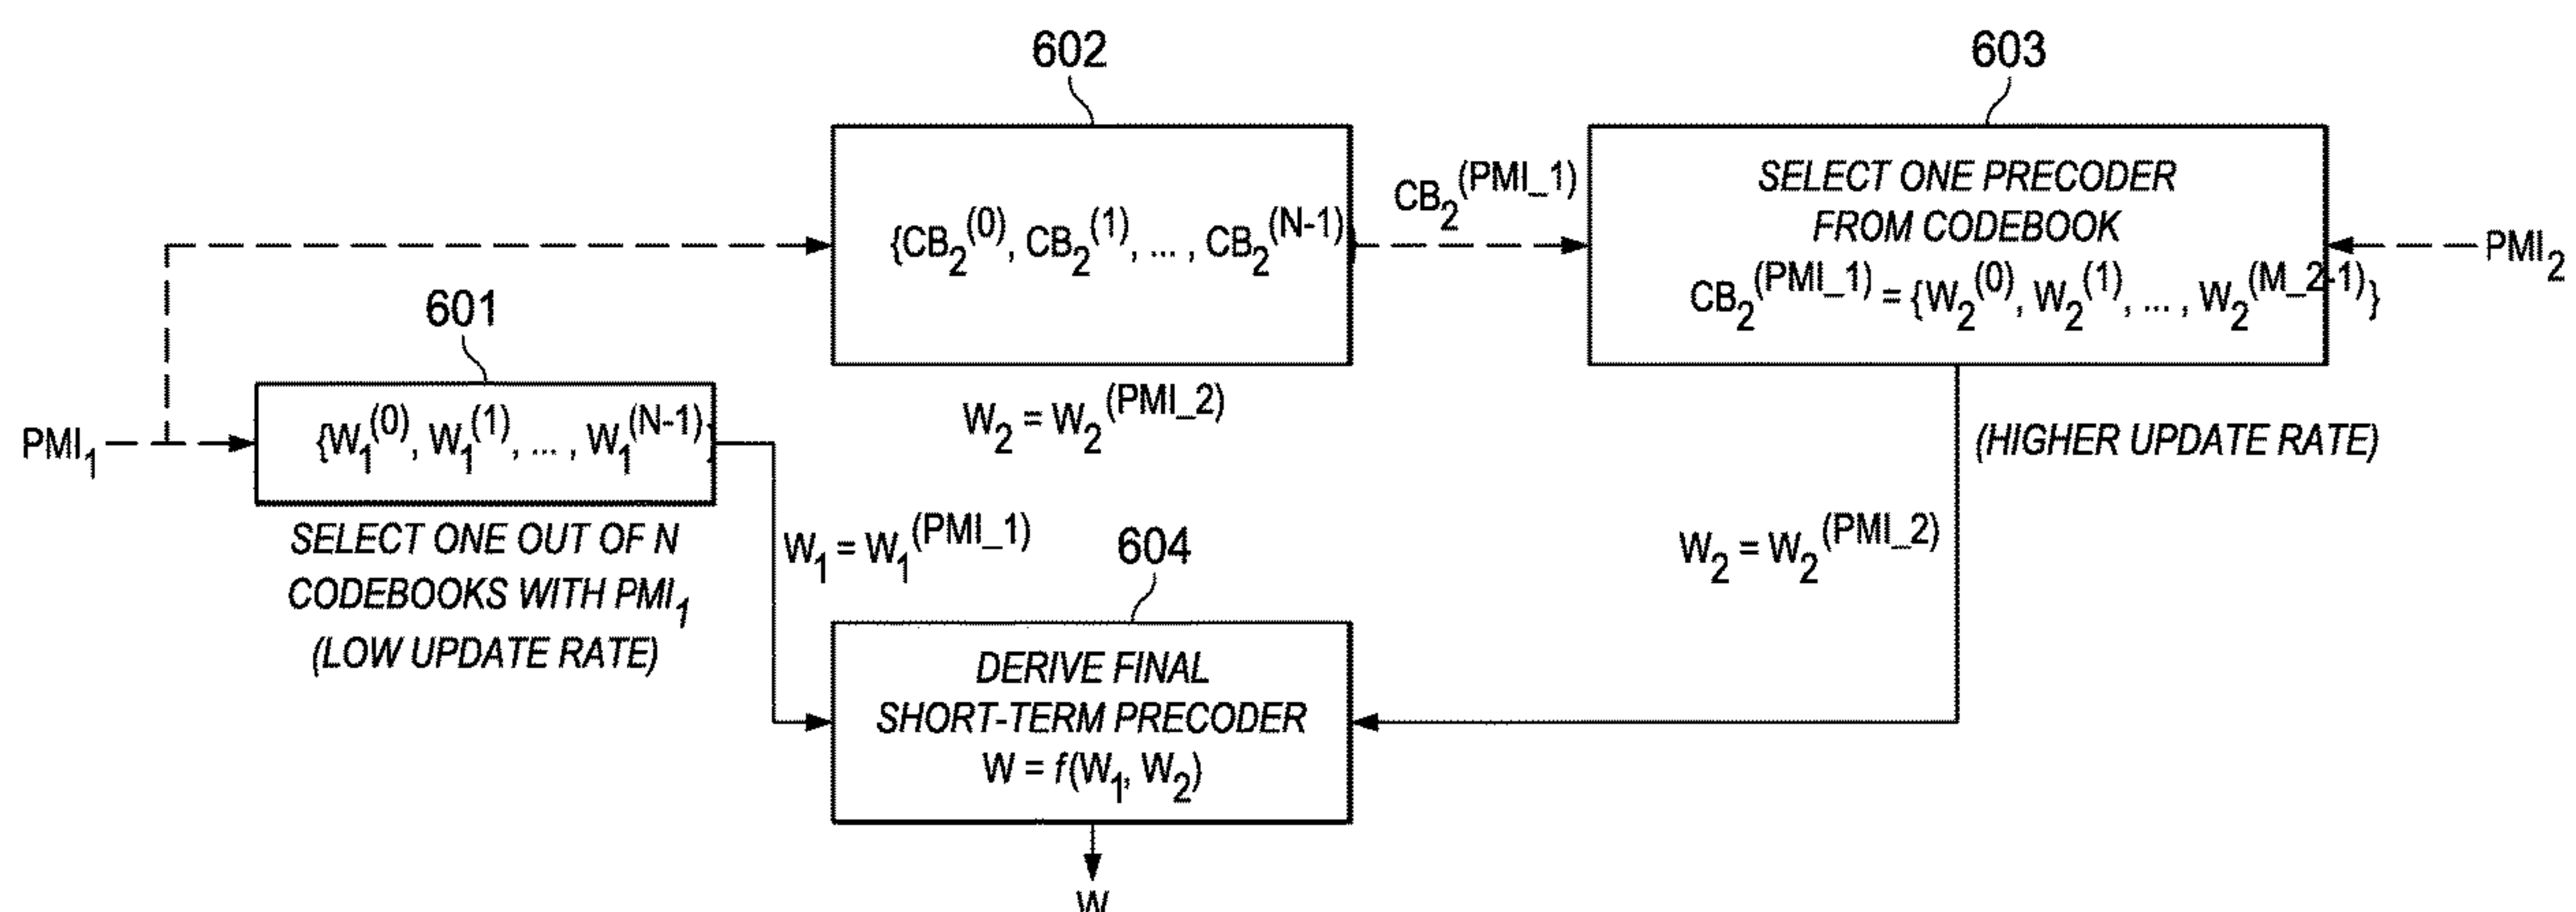 602
603
{CB₂⁽⁰⁾, CB₂⁽¹⁾, ... , CB₂⁽ᴺ⁻¹⁾}
CB₂^(PMI_1)
SELECT ONE PRECODER
FROM CODEBOOK
CB₂^(PMI_1) = {W₂⁽⁰⁾, W₂⁽¹⁾, ... , W₂^(M_2-1)}
PMI₂
601
PMI₁
{W₁⁽⁰⁾, W₁⁽¹⁾, ... , W₁⁽ᴺ⁻¹⁾}
W₂ = W₂^(PMI_2)
(HIGHER UPDATE RATE)
SELECT ONE OUT OF N
CODEBOOKS WITH PMI₁
(LOW UPDATE RATE)
W₁ = W₁^(PMI_1)
604
W₂ = W₂^(PMI_2)
DERIVE FINAL
SHORT-TERM PRECODER
W = f(W₁, W₂)
W